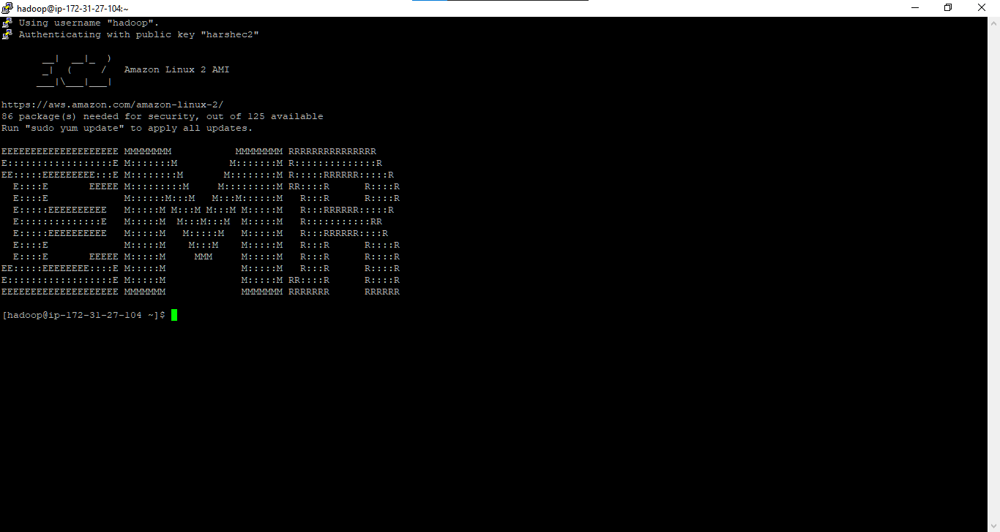 hadoop@ip-172-31-27-104:~
Using username "hadoop".
Authenticating with public key "harshec2"

       __|  __|_  )
       _|  (     /   Amazon Linux 2 AMI
      ___|\___|___|

https://aws.amazon.com/amazon-linux-2/
86 package(s) needed for security, out of 125 available
Run "sudo yum update" to apply all updates.

EEEEEEEEEEEEEEEEEEEE MMMMMMMM           MMMMMMMM RRRRRRRRRRRRRRR
E::::::::::::::::::E M:::::::M         M:::::::M R::::::::::::::R
EE:::::EEEEEEEEE:::E M::::::::M       M::::::::M R:::::RRRRRR:::::R
  E::::E       EEEEE M:::::::::M     M:::::::::M RR::::R      R::::R
  E::::E             M::::::M:::M   M:::M::::::M   R:::R      R::::R
  E:::::EEEEEEEEEE   M:::::M M:::M M:::M M:::::M   R:::RRRRRR:::::R
  E::::::::::::::E   M:::::M  M:::M:::M  M:::::M   R:::::::::::RR
  E:::::EEEEEEEEEE   M:::::M   M:::::M   M:::::M   R:::RRRRRR::::R
  E::::E             M:::::M    M:::M    M:::::M   R:::R      R::::R
  E::::E       EEEEE M:::::M     MMM     M:::::M   R:::R      R::::R
EE:::::EEEEEEEE::::E M:::::M             M:::::M   R:::R      R::::R
E::::::::::::::::::E M:::::M             M:::::M RR::::R      R::::R
EEEEEEEEEEEEEEEEEEEE MMMMMMM             MMMMMMM RRRRRRR      RRRRRR

[hadoop@ip-172-31-27-104 ~]$